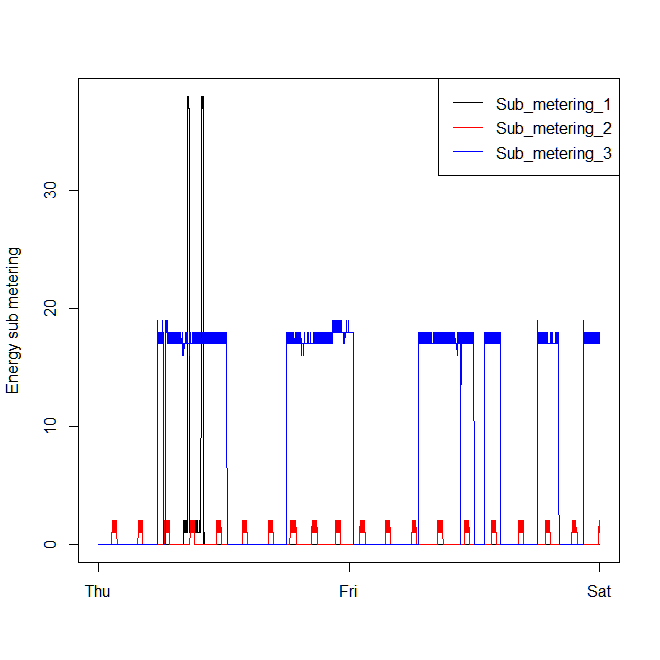 Sub_metering_1
Sub_metering_2
Sub_metering_3
Energy sub metering
30
20
10
0
Thu Fri Sat